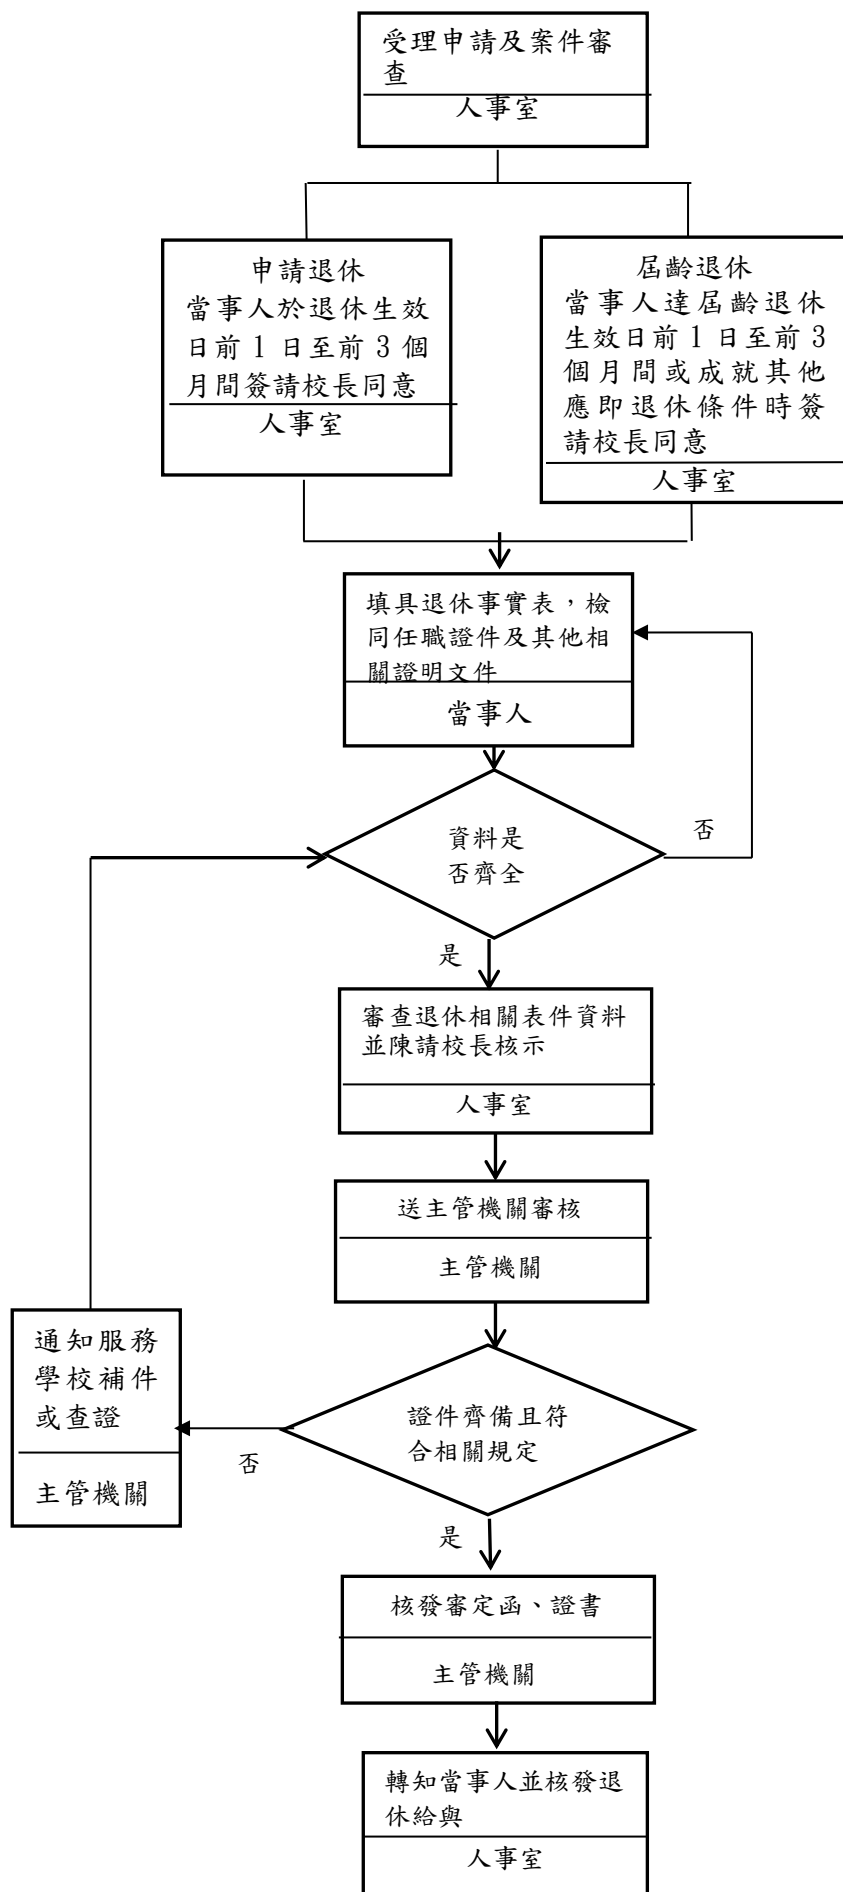 受理申請及案件審
查
人事室
申請退休
當事人於退休生效
日前 1 日至前 3 個
月間簽請校長同意
人事室
屆齡退休
當事人達屆齡退休
生效日前 1 日至前 3
個月間或成就其他
應即退休條件時簽
請校長同意
人事室
填具退休事實表，檢
同任職證件及其他相
關證明文件
當事人
資料是
否齊全
否
是
審查退休相關表件資料
並陳請校長核示
人事室
送主管機關審核
主管機關
通知服務
學校補件
或查證
主管機關
否
證件齊備且符
合相關規定
是
核發審定函、證書
主管機關
轉知當事人並核發退
休給與
人事室